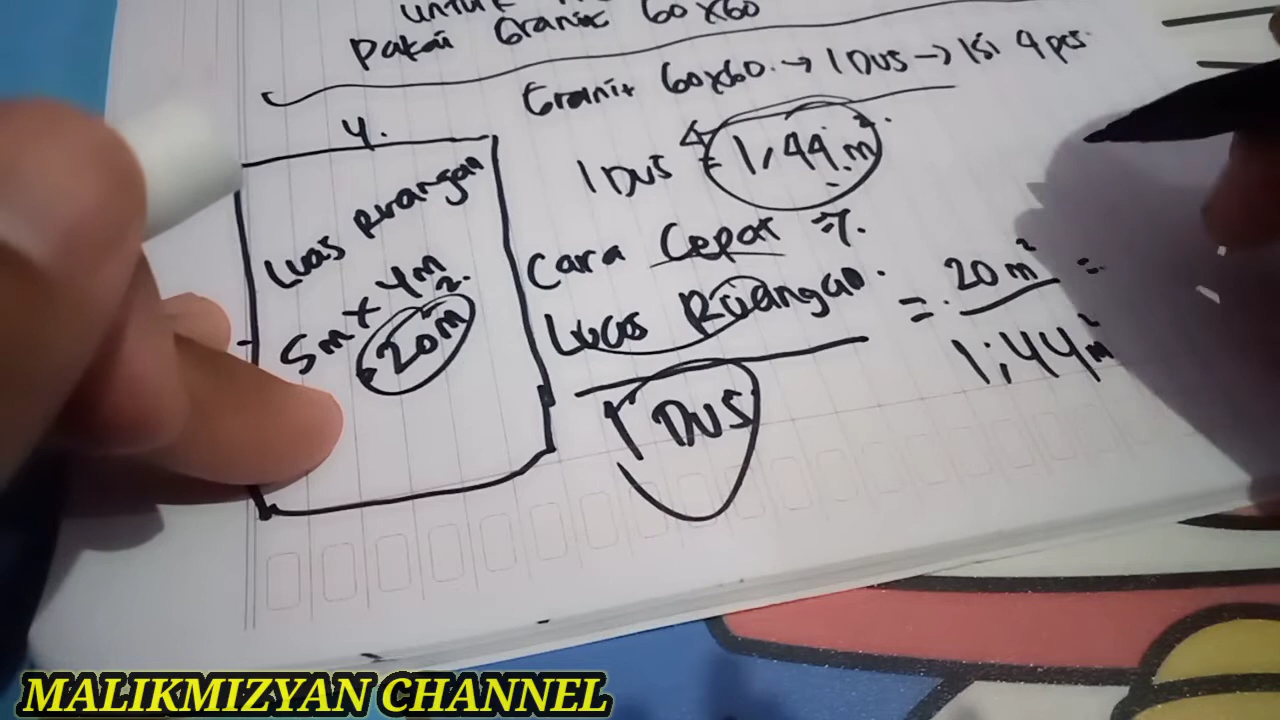 untuk
Pakai Granit 60x60
Granit 60x60. → 1 DUS → Isi 4 pcs.
4.
1 DUS = 1,44 m².
Luas Ruangan
5m x 4m
20m²
Cara Cepat =
Luas Ruangan
1 DUS
= 20 m² =
1,44 m²
MALIKMIZYAN CHANNEL